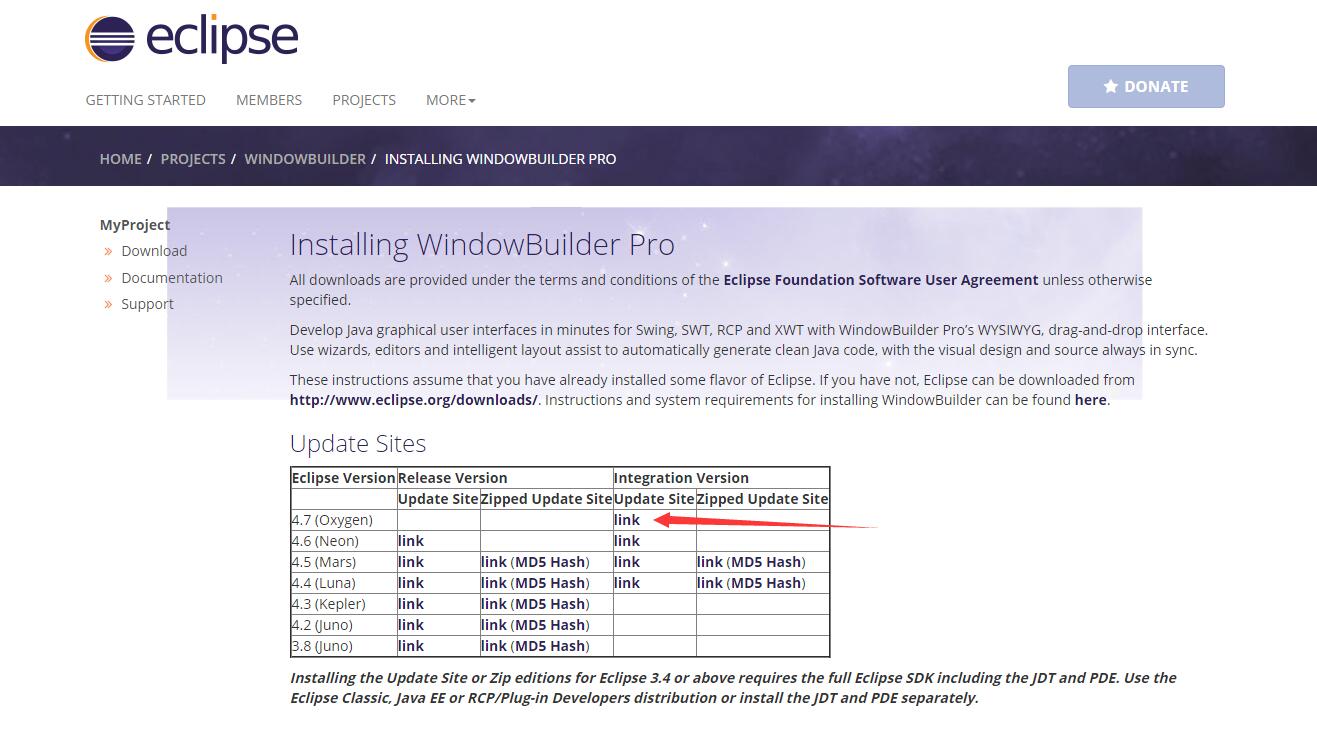 eclipse
GETTING STARTED MEMBERS PROJECTS MORE
DONATE
HOME / PROJECTS / WINDOWBUILDER / INSTALLING WINDOWBUILDER PRO
MyProject
Download
Documentation
Support
Installing WindowBuilder Pro
All downloads are provided under the terms and conditions of the Eclipse Foundation Software User Agreement unless otherwise
specified.
Develop Java graphical user interfaces in minutes for Swing, SWT, RCP and XWT with WindowBuilder Pro's WYSIWYG, drag-and-drop interface.
Use wizards, editors and intelligent layout assist to automatically generate clean Java code, with the visual design and source always in sync.
These instructions assume that you have already installed some flavor of Eclipse. If you have not, Eclipse can be downloaded from
http://www.eclipse.org/downloads/. Instructions and system requirements for installing WindowBuilder can be found here.
Update Sites
Eclipse Version Release Version Integration Version
Update Site Zipped Update Site Update Site Zipped Update Site
4.7 (Oxygen) link
4.6 (Neon) link link
4.5 (Mars) link link (MD5 Hash) link link (MD5 Hash)
4.4 (Luna) link link (MD5 Hash) link link (MD5 Hash)
4.3 (Kepler) link link (MD5 Hash)
4.2 (Juno) link link (MD5 Hash)
3.8 (Juno) link link (MD5 Hash)
Installing the Update Site or Zip editions for Eclipse 3.4 or above requires the full Eclipse SDK including the JDT and PDE. Use the
Eclipse Classic, Java EE or RCP/Plug-in Developers distribution or install the JDT and PDE separately.